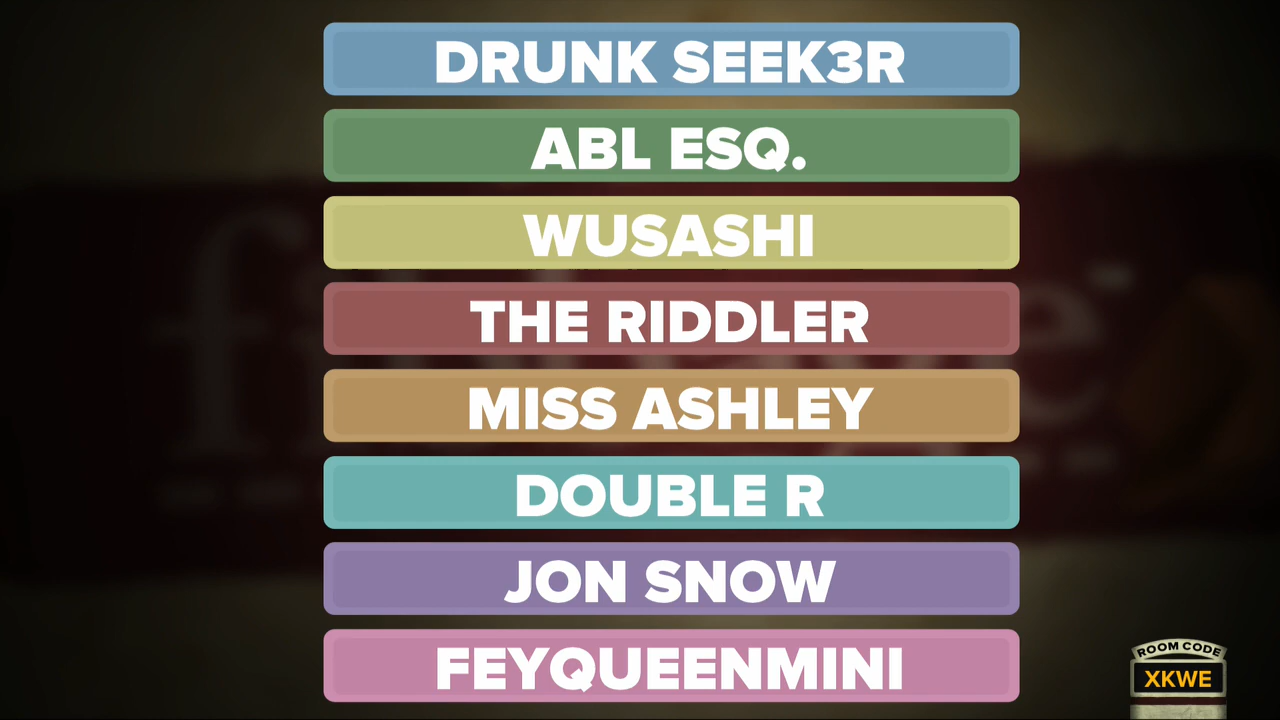 DRUNK SEEK3R
ABL ESQ.
WUSASHI
THE RIDDLER
MISS ASHLEY
DOUBLE R
JON SNOW
FEYQUEENMINI
ROOM CODE
XKWE